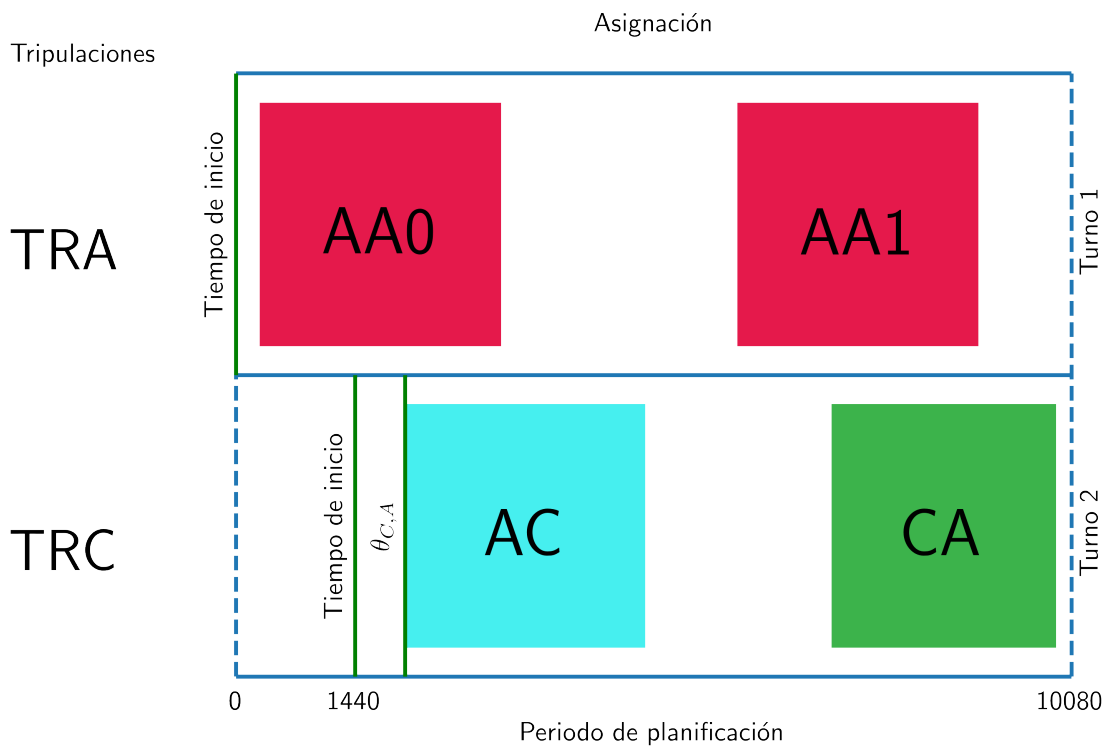 Asignación
Tripulaciones
Tiempo de inicio
TRA
AA0
AA1
Turno 1
Tiempo de inicio
θC,A
TRC
AC
CA
Turno 2
0
1440
10080
Periodo de planificación